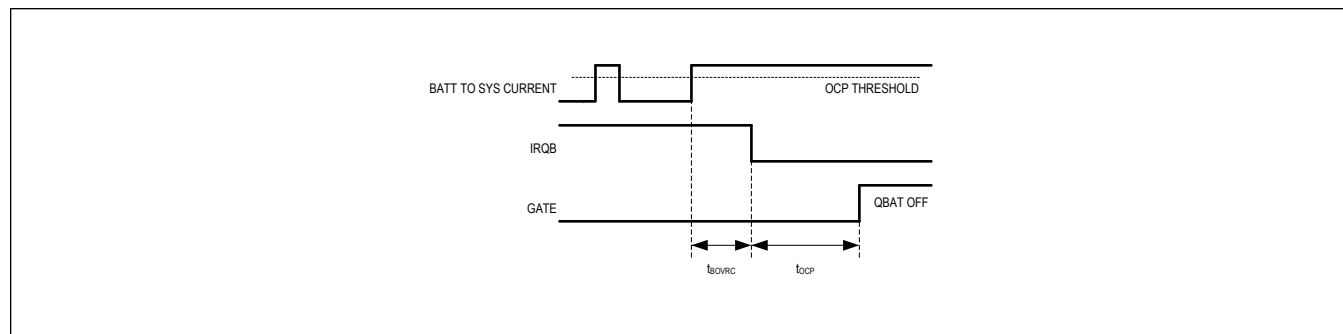 BATT TO SYS CURRENT
OCP THRESHOLD
IRQB
GATE
QBAT OFF
tBOVRC
tOCP